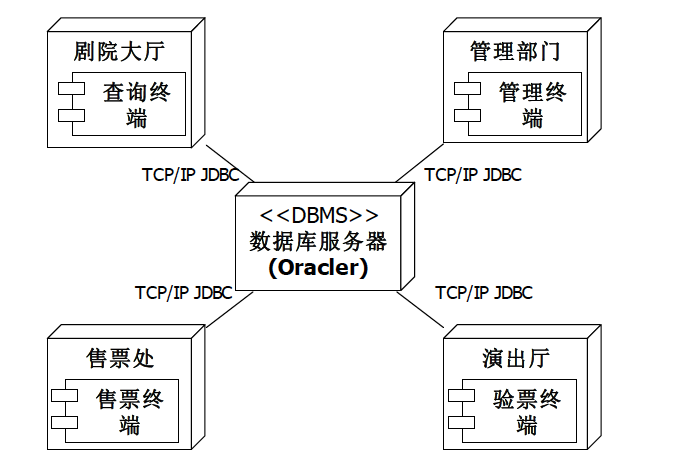 剧院大厅
查询终
端
管理部门
管理终
端
TCP/IP JDBC
TCP/IP JDBC
<<DBMS>>
数据库服务器
(Oracler)
TCP/IP JDBC
TCP/IP JDBC
售票处
售票终
端
演出厅
验票终
端